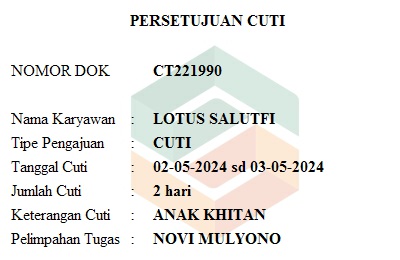 PERSETUJUAN CUTI
NOMOR DOK CT221990
Nama Karyawan : LOTUS SALUTFI
Tipe Pengajuan : CUTI
Tanggal Cuti : 02-05-2024 sd 03-05-2024
Jumlah Cuti : 2 hari
Keterangan Cuti : ANAK KHITAN
Pelimpahan Tugas : NOVI MULYONO